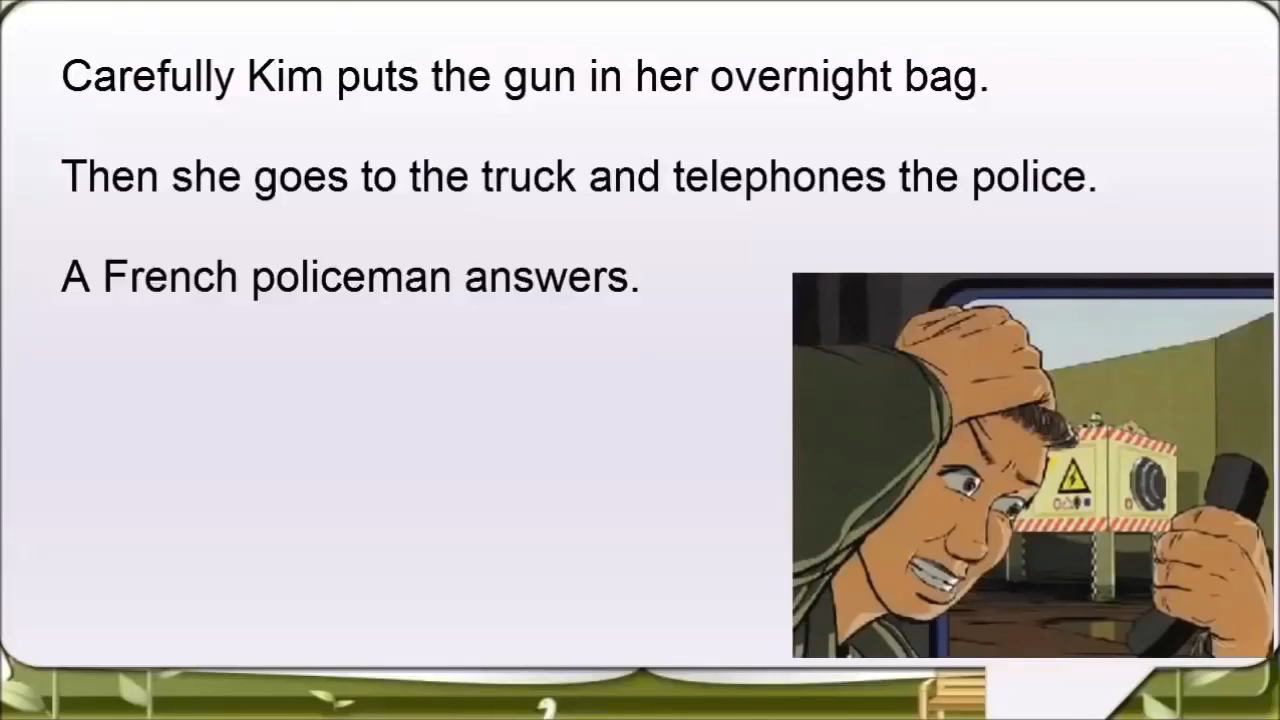 Carefully Kim puts the gun in her overnight bag.
Then she goes to the truck and telephones the police.
A French policeman answers.